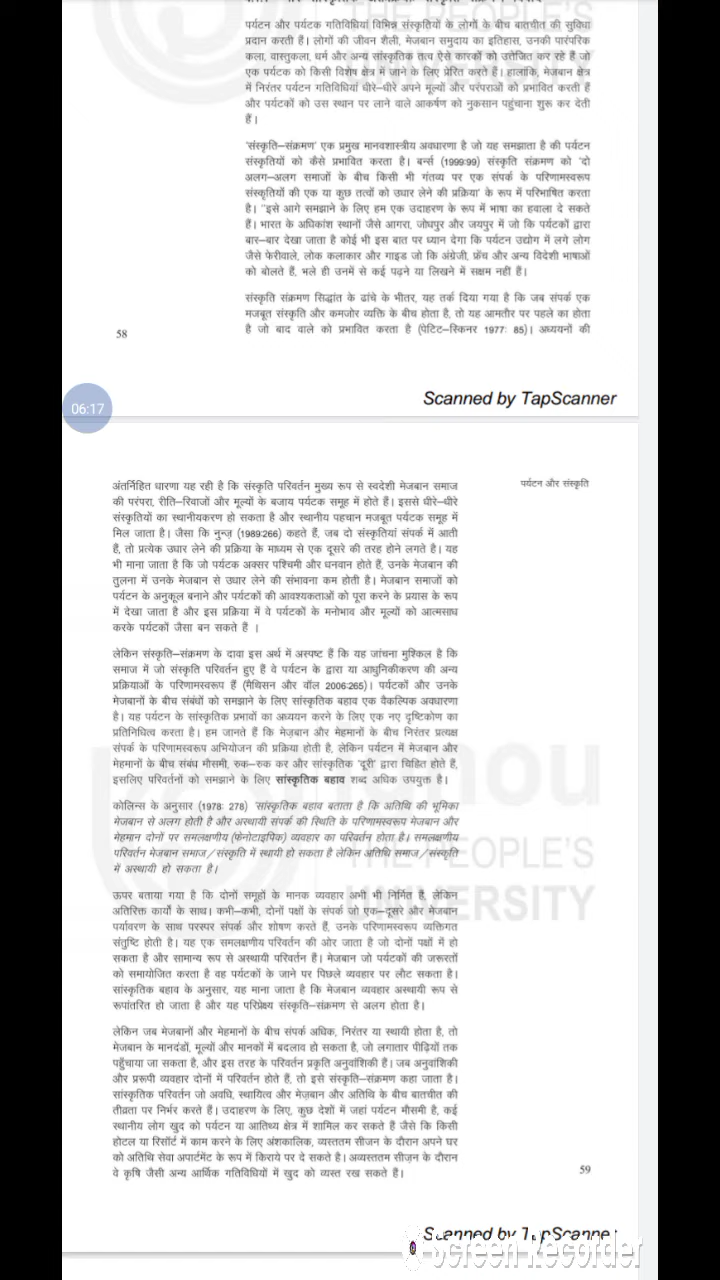 पर्यटन और पर्यटक गतिविधियां विभिन्न संस्कृतियों के लोगों के बीच बातचीत की सुविधा
प्रदान करती हैं। लोगों की जीवन शैली, मेजबान समुदाय का इतिहास, उनकी पारंपरिक
कला, वास्तुकला, धर्म और अन्य सांस्कृतिक तत्व ऐसे कारकों को उत्तेजित कर रहे हैं जो
एक पर्यटक को किसी विशेष क्षेत्र में जाने के लिए प्रेरित करते हैं। हालांकि, मेजबान क्षेत्र
में निरंतर पर्यटन गतिविधियां धीरे–धीरे अपने मूल्यों और परंपराओं को प्रभावित करती हैं
और पर्यटकों को उस स्थान पर लाने वाले आकर्षण को नुकसान पहुंचाना शुरू कर देती
हैं।
'संस्कृति–संक्रमण' एक प्रमुख मानवशास्त्रीय अवधारणा है जो यह समझाता है की पर्यटन
संस्कृतियों को कैसे प्रभावित करता है। बर्न्स (1999:99) संस्कृति संक्रमण को 'दो
अलग–अलग समाजों के बीच किसी भी गंतव्य पर एक संपर्क के परिणामस्वरूप
संस्कृतियों की एक या कुछ तत्वों को उधार लेने की प्रक्रिया' के रूप में परिभाषित करता
है। "इसे आगे समझाने के लिए हम एक उदाहरण के रूप में भाषा का हवाला दे सकते
हैं। भारत के अधिकांश स्थानों जैसे आगरा, जोधपुर और जयपुर में जो कि पर्यटकों द्वारा
बार–बार देखा जाता है कोई भी इस बात पर ध्यान देगा कि पर्यटन उद्योग में लगे लोग
जैसे फेरीवाले, लोक कलाकार और गाइड जो कि अंग्रेजी, फ्रेंच और अन्य विदेशी भाषाओं
को बोलते हैं, भले ही उनमें से कई पढ़ने या लिखने में सक्षम नहीं हैं।
संस्कृति संक्रमण सिद्धांत के ढांचे के भीतर, यह तर्क दिया गया है कि जब संपर्क एक
मजबूत संस्कृति और कमजोर व्यक्ति के बीच होता है, तो यह आमतौर पर पहले का होता
है जो बाद वाले को प्रभावित करता है (पेटिट–स्किनर 1977: 85)। अध्ययनों की
58
Scanned by TapScanner
06:17
पर्यटन और संस्कृति
अंतर्निहित धारणा यह रही है कि संस्कृति परिवर्तन मुख्य रूप से स्वदेशी मेजबान समाज
की परंपरा, रीति–रिवाजों और मूल्यों के बजाय पर्यटक समूह में होते हैं। इससे धीरे–धीरे
संस्कृतियों का स्थानीयकरण हो सकता है और स्थानीय पहचान मजबूत पर्यटक समूह में
मिल जाता है। जैसा कि नुन्ज़ (1989:266) कहते हैं, जब दो संस्कृतियां संपर्क में आती
हैं, तो प्रत्येक उधार लेने की प्रक्रिया के माध्यम से एक दूसरे की तरह होने लगते है। यह
भी माना जाता है कि जो पर्यटक अक्सर पश्चिमी और धनवान होते हैं, उनके मेजबान की
तुलना में उनके मेजबान से उधार लेने की संभावना कम होती है। मेजबान समाजों को
पर्यटन के अनुकूल बनाने और पर्यटकों की आवश्यकताओं को पूरा करने के प्रयास के रूप
में देखा जाता है और इस प्रक्रिया में वे पर्यटकों के मनोभाव और मूल्यों को आत्मसाध
करके पर्यटकों जैसा बन सकते हैं ।
लेकिन संस्कृति–संक्रमण के दावा इस अर्थ में अस्पष्ट हैं कि यह जांचना मुश्किल है कि
समाज में जो संस्कृति परिवर्तन हुए हैं वे पर्यटन के द्वारा या आधुनिकीकरण की अन्य
प्रक्रियाओं के परिणामस्वरूप हैं (मैथिसन और वॉल 2006:265)। पर्यटकों और उनके
मेजबानों के बीच संबंधों को समझाने के लिए सांस्कृतिक बहाव एक वैकल्पिक अवधारणा
है। यह पर्यटन के सांस्कृतिक प्रभावों का अध्ययन करने के लिए एक नए दृष्टिकोण का
प्रतिनिधित्व करता है। हम जानते हैं कि मेज़बान और मेहमानों के बीच निरंतर प्रत्यक्ष
संपर्क के परिणामस्वरूप अभियोजन की प्रक्रिया होती है, लेकिन पर्यटन में मेजबान और
मेहमानों के बीच संबंध मौसमी, रुक–रुक कर और सांस्कृतिक 'दूरी' द्वारा चिह्नित होते हैं,
इसलिए परिवर्तनों को समझाने के लिए सांस्कृतिक बहाव शब्द अधिक उपयुक्त है।
कोलिन्स के अनुसार (1978: 278) 'सांस्कृतिक बहाव बताता है कि अतिथि की भूमिका
मेजबान से अलग होती है और अस्थायी संपर्क की स्थिति के परिणामस्वरूप मेजबान और
मेहमान दोनों पर समलक्षणीय (फेनोटाइपिक) व्यवहार का परिवर्तन होता है। समलक्षणीय
परिवर्तन मेजबान समाज/संस्कृति में स्थायी हो सकता है लेकिन अतिथि समाज/संस्कृति
में अस्थायी हो सकता है।
ऊपर बताया गया है कि दोनों समूहों के मानक व्यवहार अभी भी निर्मित हैं, लेकिन
अतिरिक्त कार्यों के साथ। कभी–कभी, दोनों पक्षों के संपर्क जो एक–दूसरे और मेजबान
पर्यावरण के साथ परस्पर संपर्क और शोषण करते हैं, उनके परिणामस्वरूप व्यक्तिगत
संतुष्टि होती है। यह एक समलक्षणीय परिवर्तन की ओर जाता है जो दोनों पक्षों में हो
सकता है और सामान्य रूप से अस्थायी परिवर्तन है। मेजबान जो पर्यटकों की जरूरतों
को समायोजित करता है वह पर्यटकों के जाने पर पिछले व्यवहार पर लौट सकता है।
सांस्कृतिक बहाव के अनुसार, यह माना जाता है कि मेजबान व्यवहार अस्थायी रूप से
रूपांतरित हो जाता है और यह परिप्रेक्ष्य संस्कृति–संक्रमण से अलग होता है।
लेकिन जब मेजबानों और मेहमानों के बीच संपर्क अधिक, निरंतर या स्थायी होता है, तो
मेजबान के मानदंडों, मूल्यों और मानकों में बदलाव हो सकता है, जो लगातार पीढ़ियों तक
पहुँचाया जा सकता है, और इस तरह के परिवर्तन प्रकृति अनुवांशिकी हैं। जब अनुवांशिकी
और प्ररूपी व्यवहार दोनों में परिवर्तन होते हैं, तो इसे संस्कृति–संक्रमण कहा जाता है।
सांस्कृतिक परिवर्तन जो अवधि, स्थायित्व और मेज़बान और अतिथि के बीच बातचीत की
तीव्रता पर निर्भर करते हैं। उदाहरण के लिए, कुछ देशों में जहां पर्यटन मौसमी है, कई
स्थानीय लोग खुद को पर्यटन या आतिथ्य क्षेत्र में शामिल कर सकते हैं जैसे कि किसी
होटल या रिसॉर्ट में काम करने के लिए अंशकालिक, व्यस्ततम सीजन के दौरान अपने घर
को अतिथि सेवा अपार्टमेंट के रूप में किराये पर दे सकते है। अव्यस्ततम सीज़न के दौरान
वे कृषि जैसी अन्य आर्थिक गतिविधियों में खुद को व्यस्त रख सकते हैं।
59
THE PEOPLE'S
UNIVERSITY
Scanned by TapScanner
Screen Recorder